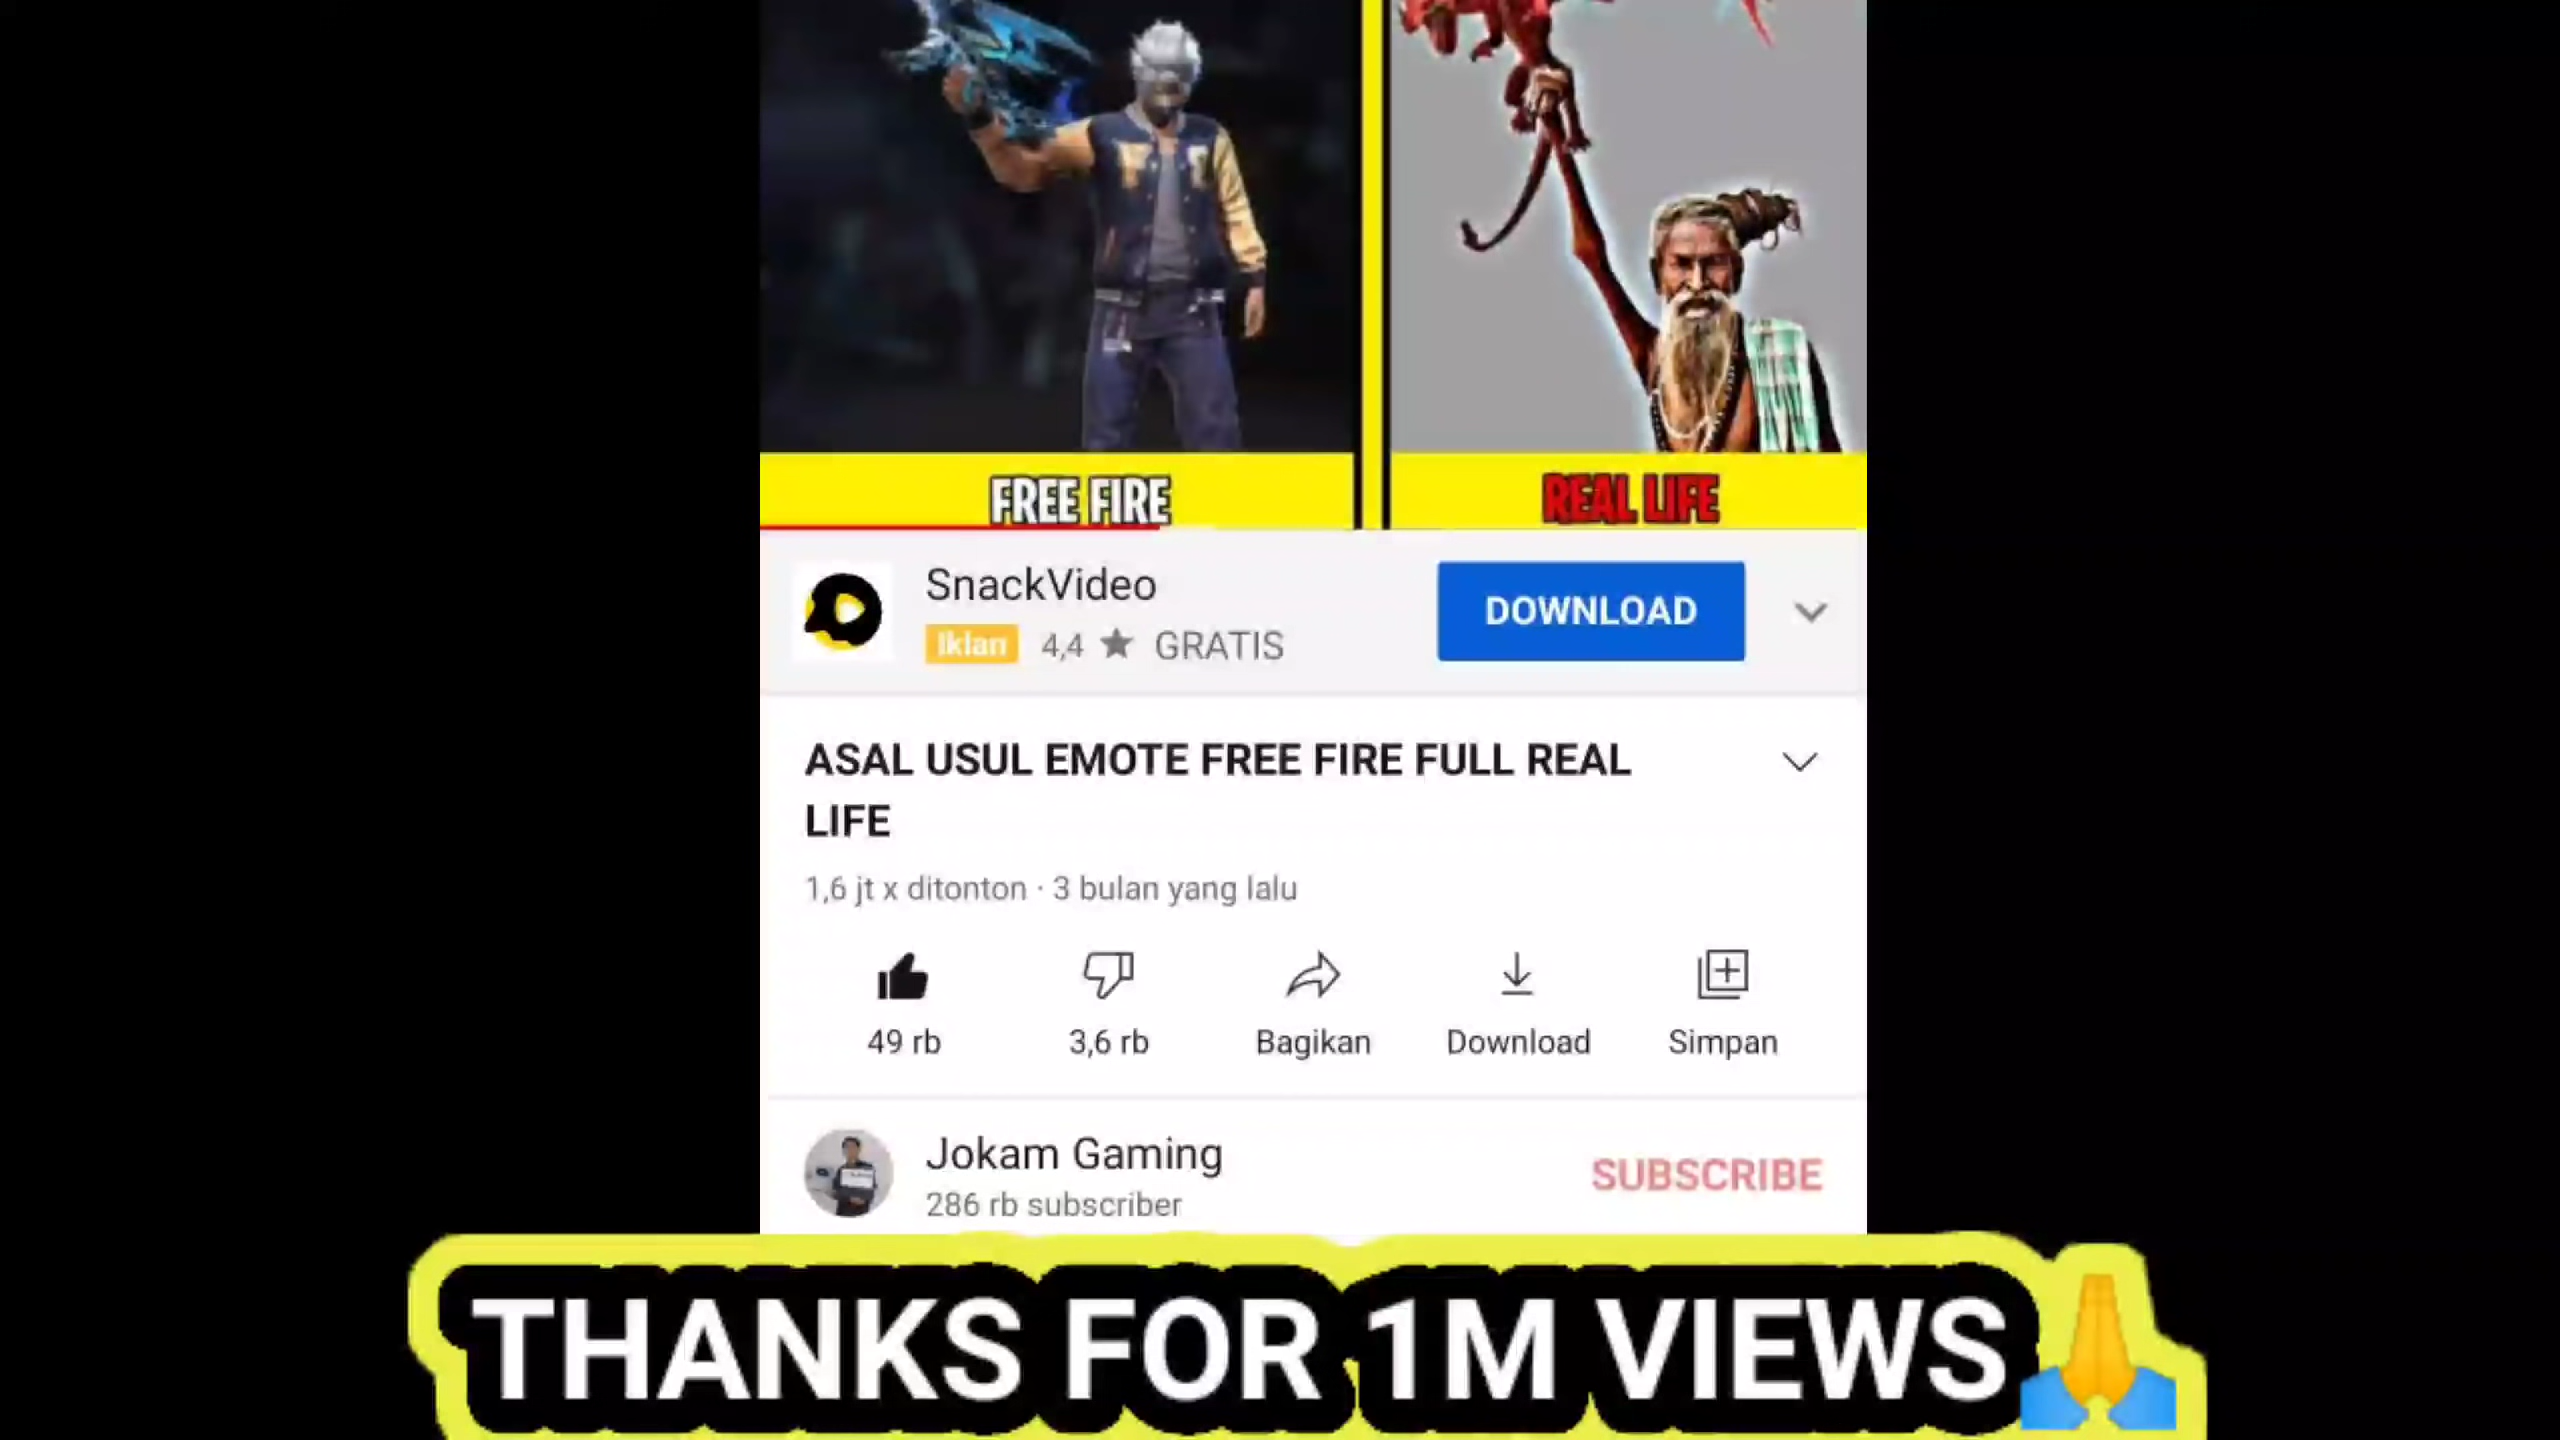 FREE FIRE
REAL LIFE
SnackVideo
DOWNLOAD
Iklan 4,4 ★ GRATIS
ASAL USUL EMOTE FREE FIRE FULL REAL
LIFE
1,6 jt x ditonton · 3 bulan yang lalu
49 rb
3,6 rb
Bagikan
Download
Simpan
Jokam Gaming
286 rb subscriber
SUBSCRIBE
THANKS FOR 1M VIEWS🙏